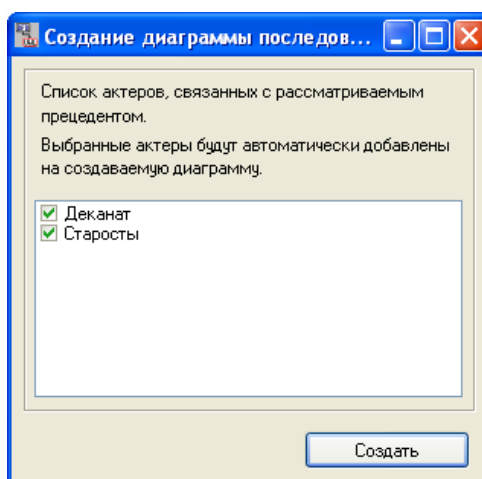 Создание диаграммы последов...
Список актеров, связанных с рассматриваемым
прецедентом.
Выбранные актеры будут автоматически добавлены
на создаваемую диаграмму.
Деканат
Старосты
Создать